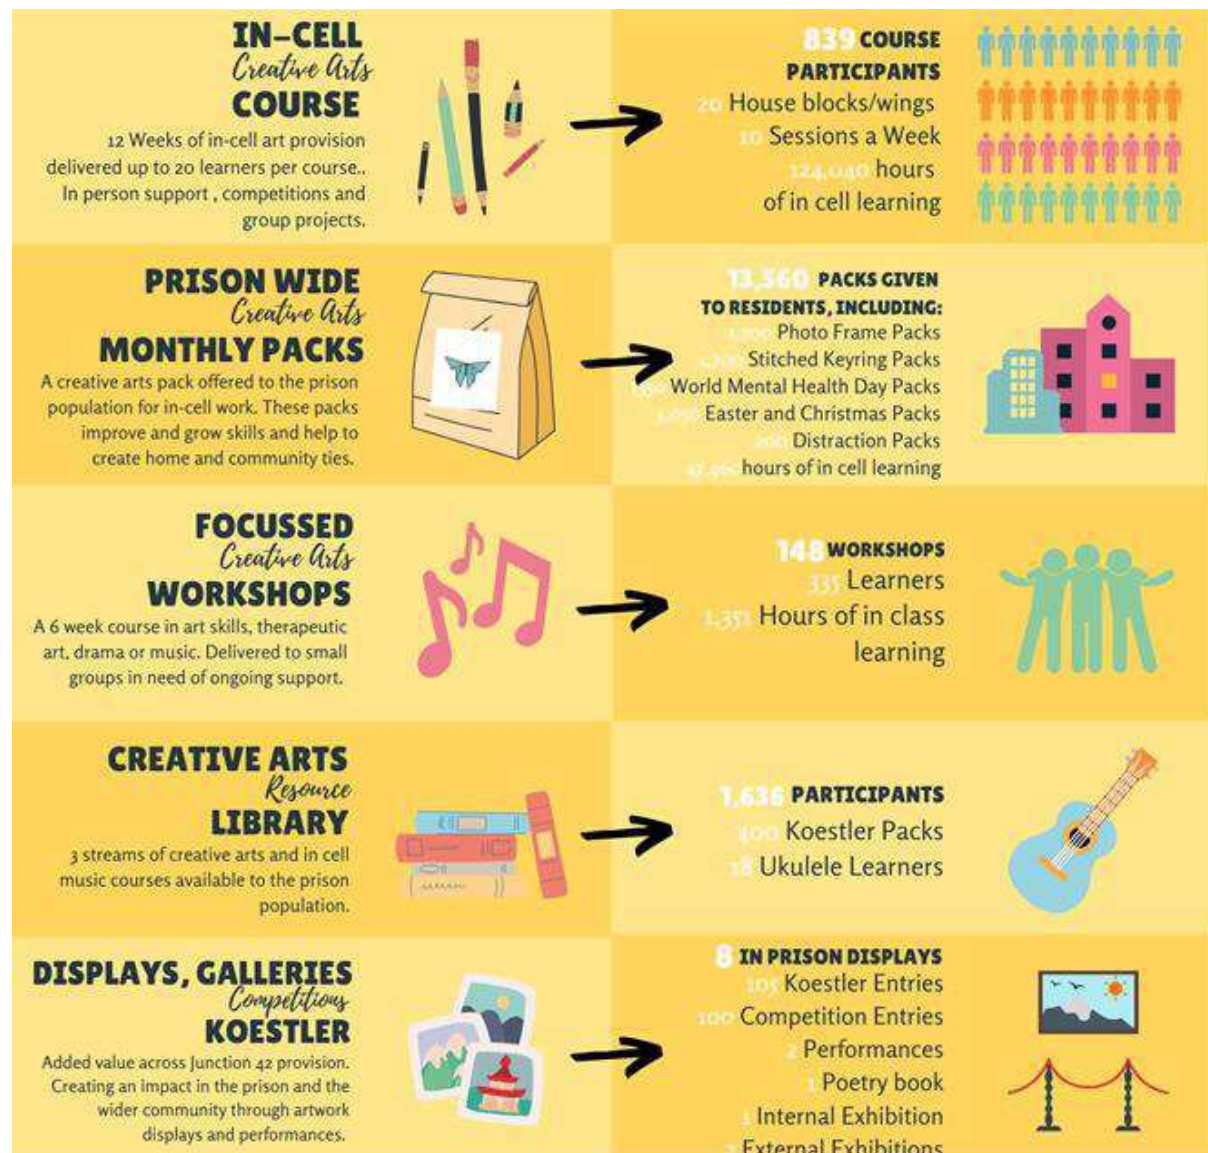 IN-CELL
Creative Arts
COURSE
12 Weeks of in-cell art provision
delivered up to 20 learners per course..
In person support , competitions and
group projects.
839 COURSE
PARTICIPANTS
20 House blocks/wings
10 Sessions a Week
124,040 hours
of in cell learning
PRISON WIDE
Creative Arts
MONTHLY PACKS
A creative arts pack offered to the prison
population for in-cell work. These packs
improve and grow skills and help to
create home and community ties.
13,560 PACKS GIVEN
TO RESIDENTS, INCLUDING:
Photo Frame Packs
Stitched Keyring Packs
World Mental Health Day Packs
Easter and Christmas Packs
Distraction Packs
hours of in cell learning
FOCUSSED
Creative Arts
WORKSHOPS
A 6 week course in art skills, therapeutic
art, drama or music. Delivered to small
groups in need of ongoing support.
148 WORKSHOPS
335 Learners
1,351 Hours of in class
learning
CREATIVE ARTS
Resource
LIBRARY
3 streams of creative arts and in cell
music courses available to the prison
population.
1,636 PARTICIPANTS
400 Koestler Packs
18 Ukulele Learners
DISPLAYS, GALLERIES
Competitions
KOESTLER
Added value across Junction 42 provision.
Creating an impact in the prison and the
wider community through artwork
displays and performances.
8 IN PRISON DISPLAYS
105 Koestler Entries
100 Competition Entries
2 Performances
1 Poetry book
1 Internal Exhibition
External Exhibitions